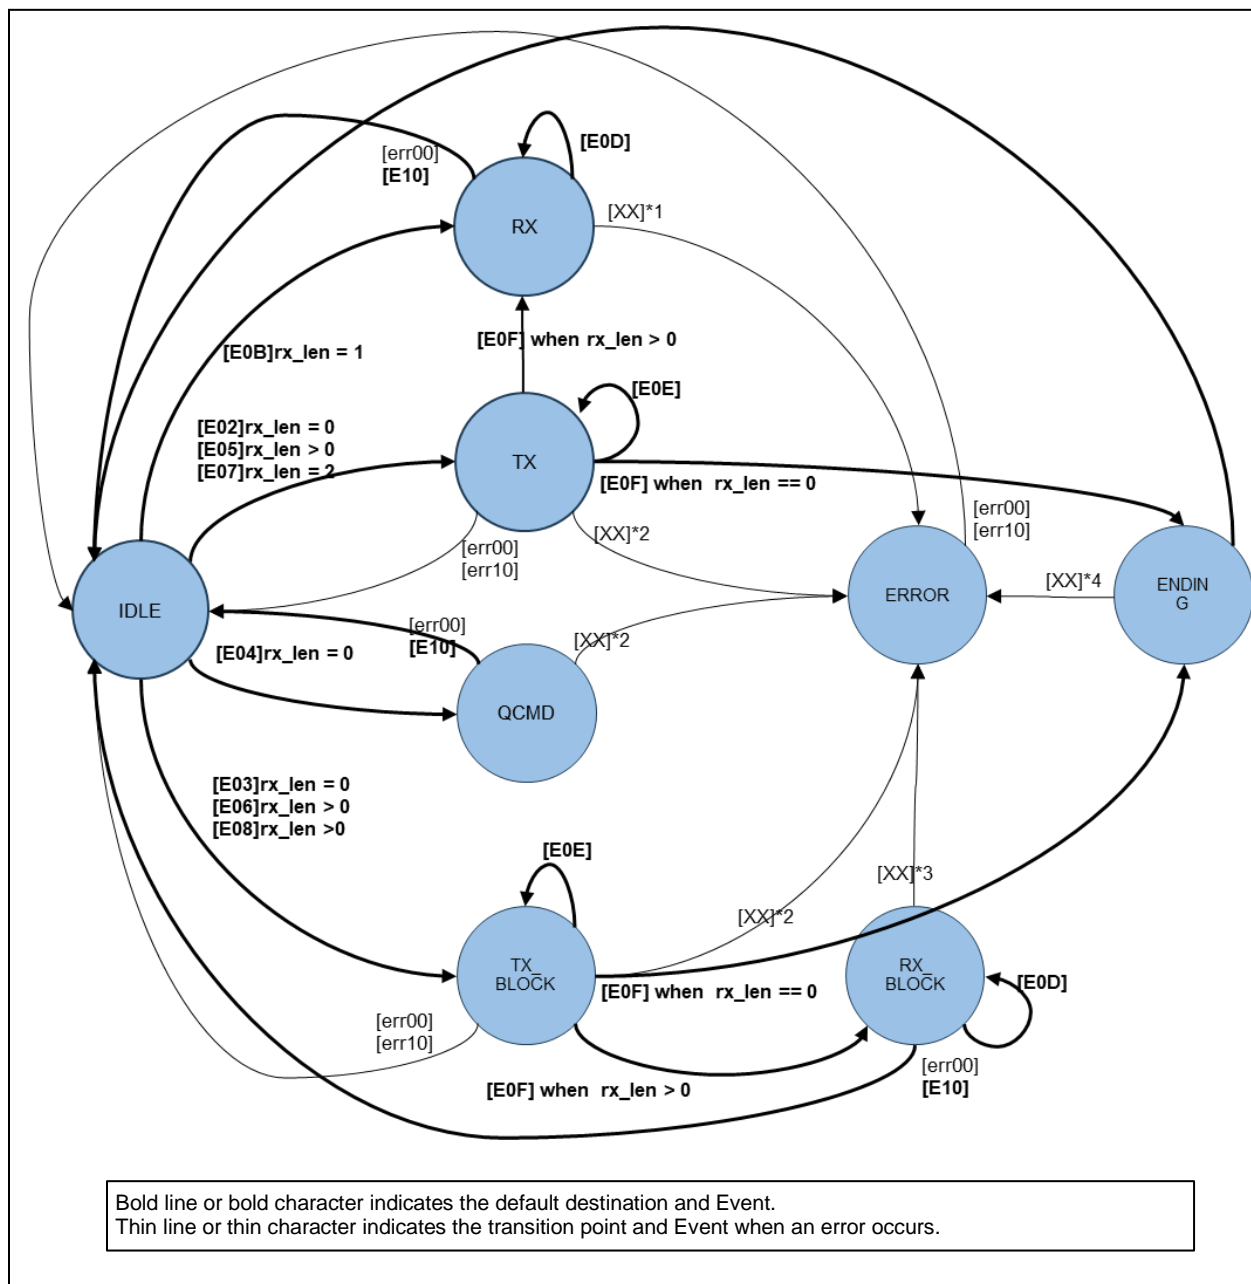 [err00]
[E10]
[E0D]
RX
[XX]*1
[E0F] when rx_len > 0
[E0B]rx_len = 1
[E0E]
[E02]rx_len = 0
[E05]rx_len > 0
[E07]rx_len = 2
TX
[E0F] when  rx_len == 0
[err00]
[err10]
[XX]*2
[err00]
[err10]
IDLE
ERROR
[XX]*4
ENDIN
G
[err00]
[E10]
[XX]*2
[E04]rx_len = 0
QCMD
[E03]rx_len = 0
[E06]rx_len > 0
[E08]rx_len >0
[E0E]
[XX]*3
[XX]*2
TX_
BLOCK
RX_
BLOCK
[E0D]
[E0F] when  rx_len == 0
[err00]
[err10]
[E0F] when  rx_len > 0
[err00]
[E10]
Bold line or bold character indicates the default destination and Event.
Thin line or thin character indicates the transition point and Event when an error occurs.